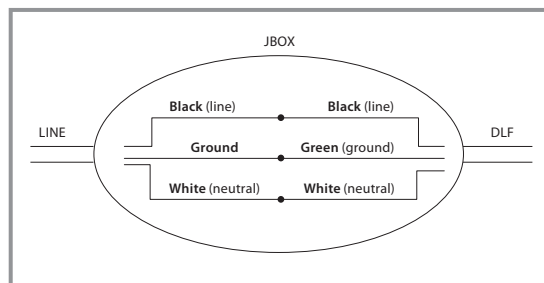 JBOX
Black (line) Black (line)
LINE DLF
Ground Green (ground)
White (neutral) White (neutral)